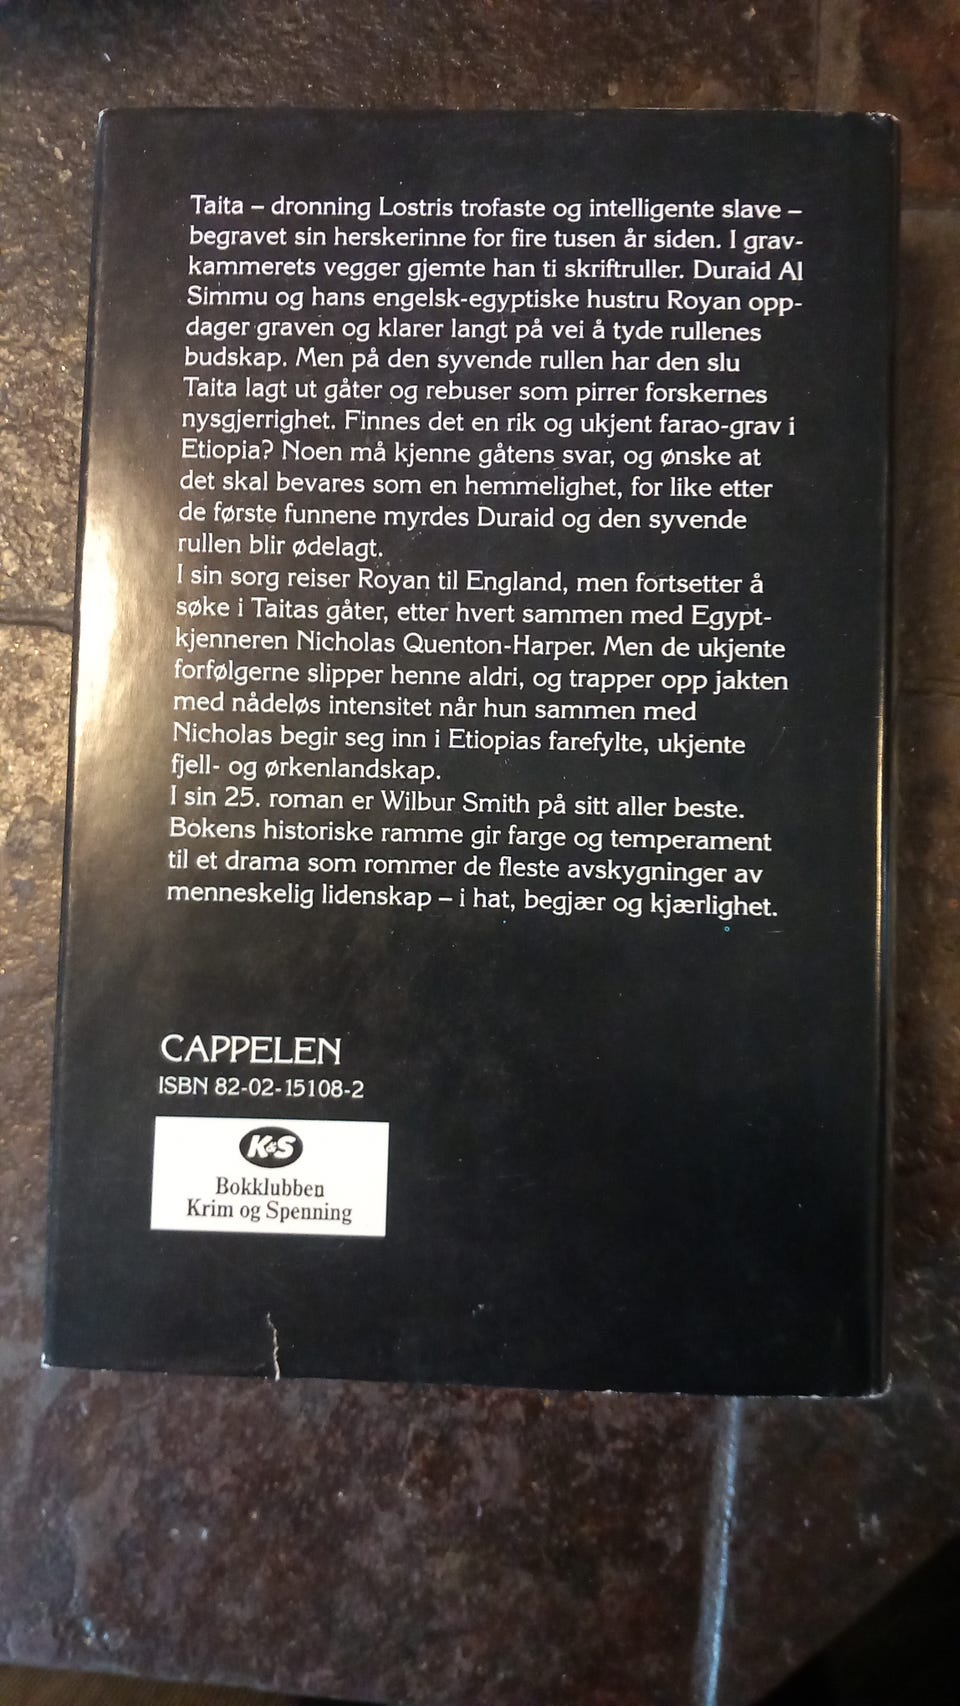 Taita – dronning Lostris trofaste og intelligente slave –
begravet sin herskerinne for fire tusen år siden. I grav-
kammerets vegger gjemte han ti skriftruller. Duraid Al
Simmu og hans engelsk-egyptiske hustru Royan opp-
dager graven og klarer langt på vei å tyde rullenes
budskap. Men på den syvende rullen har den slu
Taita lagt ut gåter og rebuser som pirrer forskernes
nysgjerrighet. Finnes det en rik og ukjent farao-grav i
Etiopia? Noen må kjenne gåtens svar, og ønske at
det skal bevares som en hemmelighet, for like etter
de første funnene myrdes Duraid og den syvende
rullen blir ødelagt.
I sin sorg reiser Royan til England, men fortsetter å
søke i Taitas gåter, etter hvert sammen med Egypt-
kjenneren Nicholas Quenton-Harper. Men de ukjente
forfølgerne slipper henne aldri, og trapper opp jakten
med nådeløs intensitet når hun sammen med
Nicholas begir seg inn i Etiopias farefylte, ukjente
fjell- og ørkenlandskap.
I sin 25. roman er Wilbur Smith på sitt aller beste.
Bokens historiske ramme gir farge og temperament
til et drama som rommer de fleste avskygninger av
menneskelig lidenskap – i hat, begjær og kjærlighet.
CAPPELEN
ISBN 82-02-15108-2
K&S
Bokklubben
Krim og Spenning